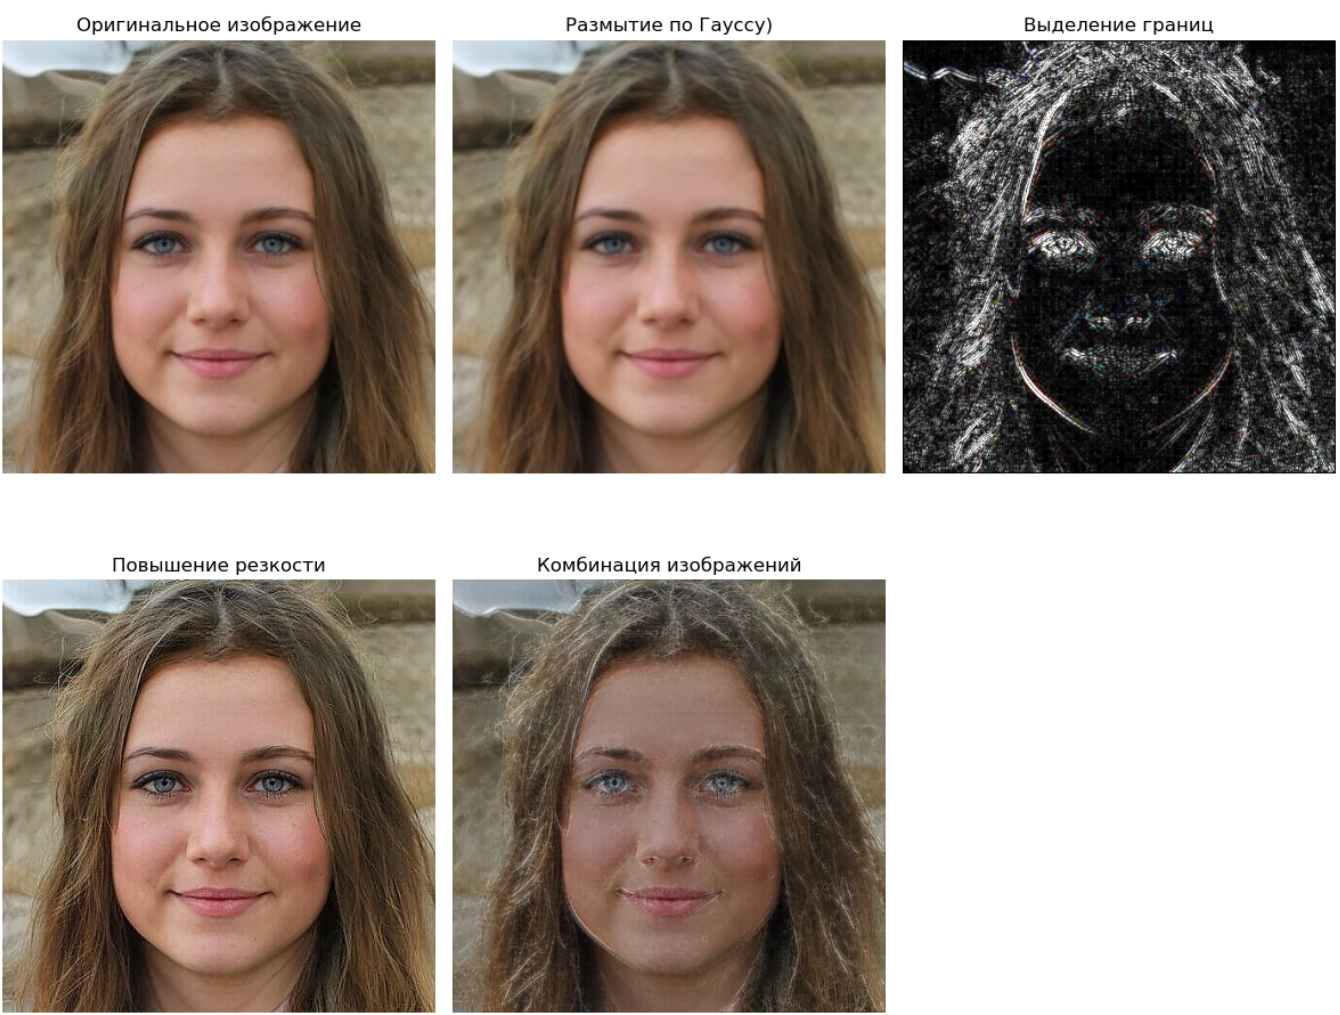 Оригинальное изображение
Размытие по Гауссу)
Выделение границ
Повышение резкости
Комбинация изображений